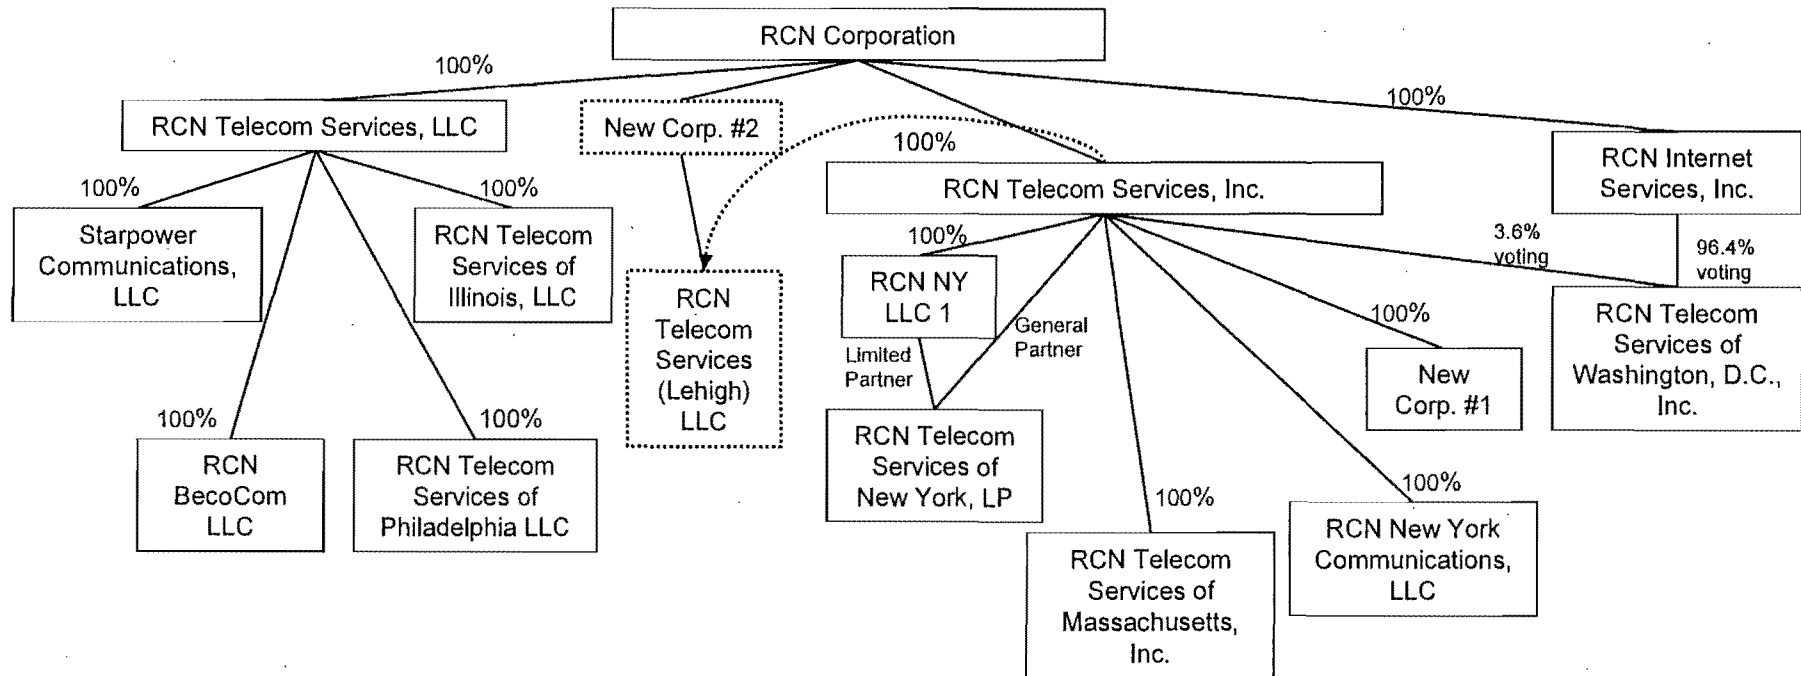 RCN Corporation
100%
100%
RCN Telecom Services, LLC
New Corp. #2
100%
RCN Internet
Services, Inc.
RCN Telecom Services, Inc.
100%
100%
Starpower
Communications,
LLC
RCN Telecom
Services of
Illinois, LLC
100%
3.6%
voting
96.4%
voting
RCN
Telecom
Services
(Lehigh)
LLC
RCN NY
LLC 1
General
Partner
Limited
Partner
100%
New
Corp. #1
RCN Telecom
Services of
Washington, D.C.,
Inc.
100%
100%
RCN
BecoCom
LLC
RCN Telecom
Services of
Philadelphia LLC
RCN Telecom
Services of
New York, LP
100%
100%
RCN Telecom
Services of
Massachusetts,
Inc.
RCN New York
Communications,
LLC